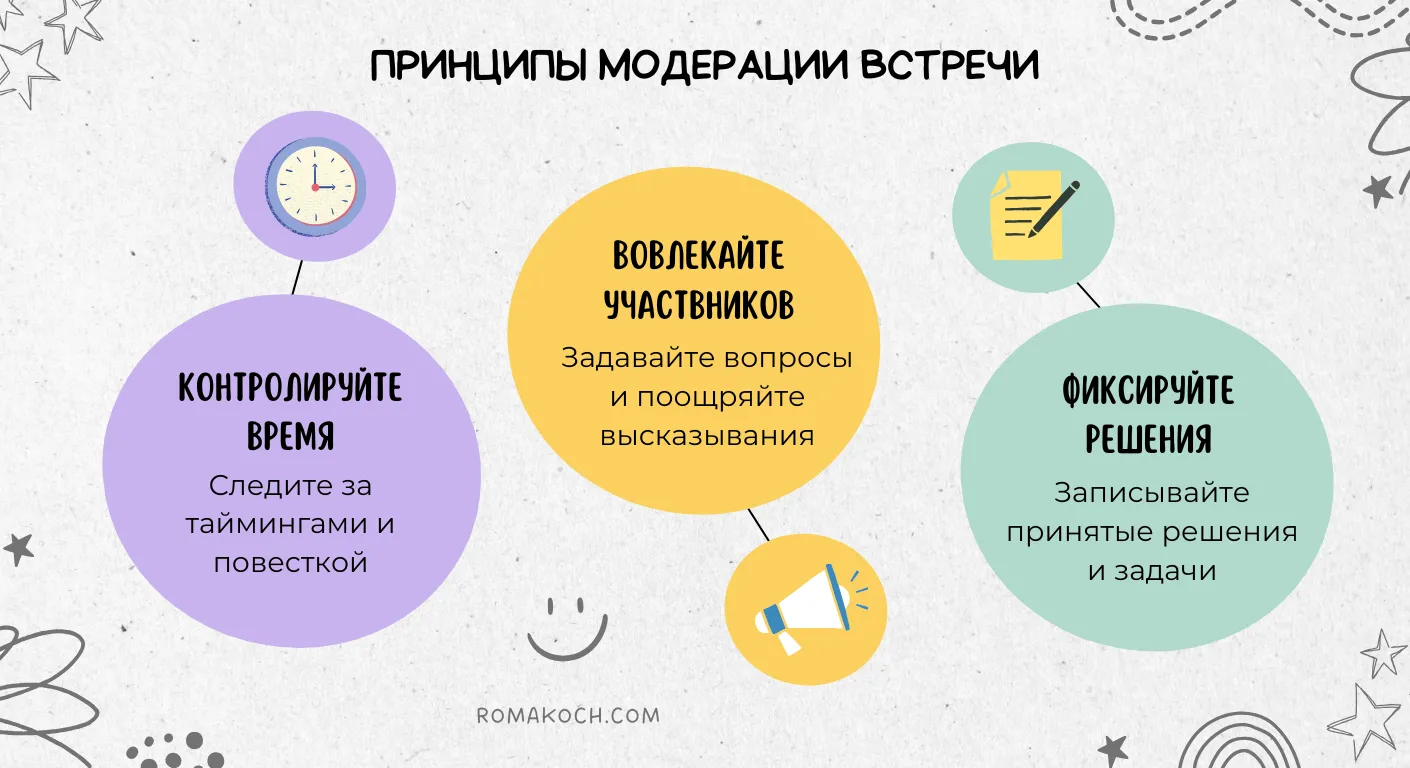 ПРИНЦИПЫ МОДЕРАЦИИ ВСТРЕЧИ
КОНТРОЛИРУЙТЕ
ВРЕМЯ
Следите за
таймингами и
повесткой
ВОВЛЕКАЙТЕ
УЧАСТВНИКОВ
Задавайте вопросы
и поощряйте
высказывания
ФИКСИРУЙТЕ
РЕШЕНИЯ
Записывайте
принятые решения
и задачи
ROMAKOCH.COM